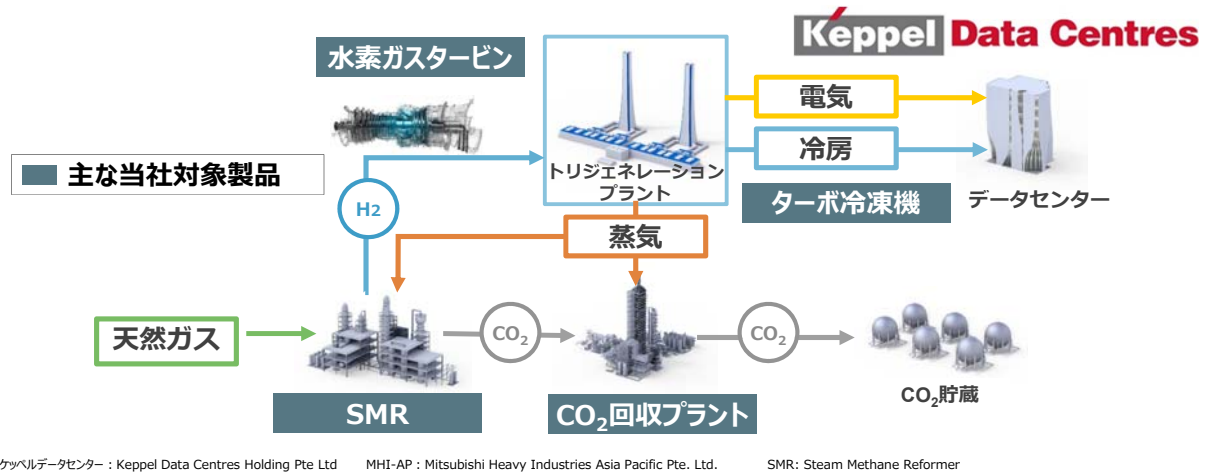 Keppel Data Centres
水素ガスタービン
電気
冷房
主な当社対象製品
トリジェネレーション
プラント
ターボ冷凍機
データセンター
H2
蒸気
天然ガス
CO₂
CO₂
SMR
CO₂回収プラント
CO₂貯蔵
ケッペルデータセンター : Keppel Data Centres Holding Pte Ltd MHI-AP : Mitsubishi Heavy Industries Asia Pacific Pte. Ltd. SMR: Steam Methane Reformer